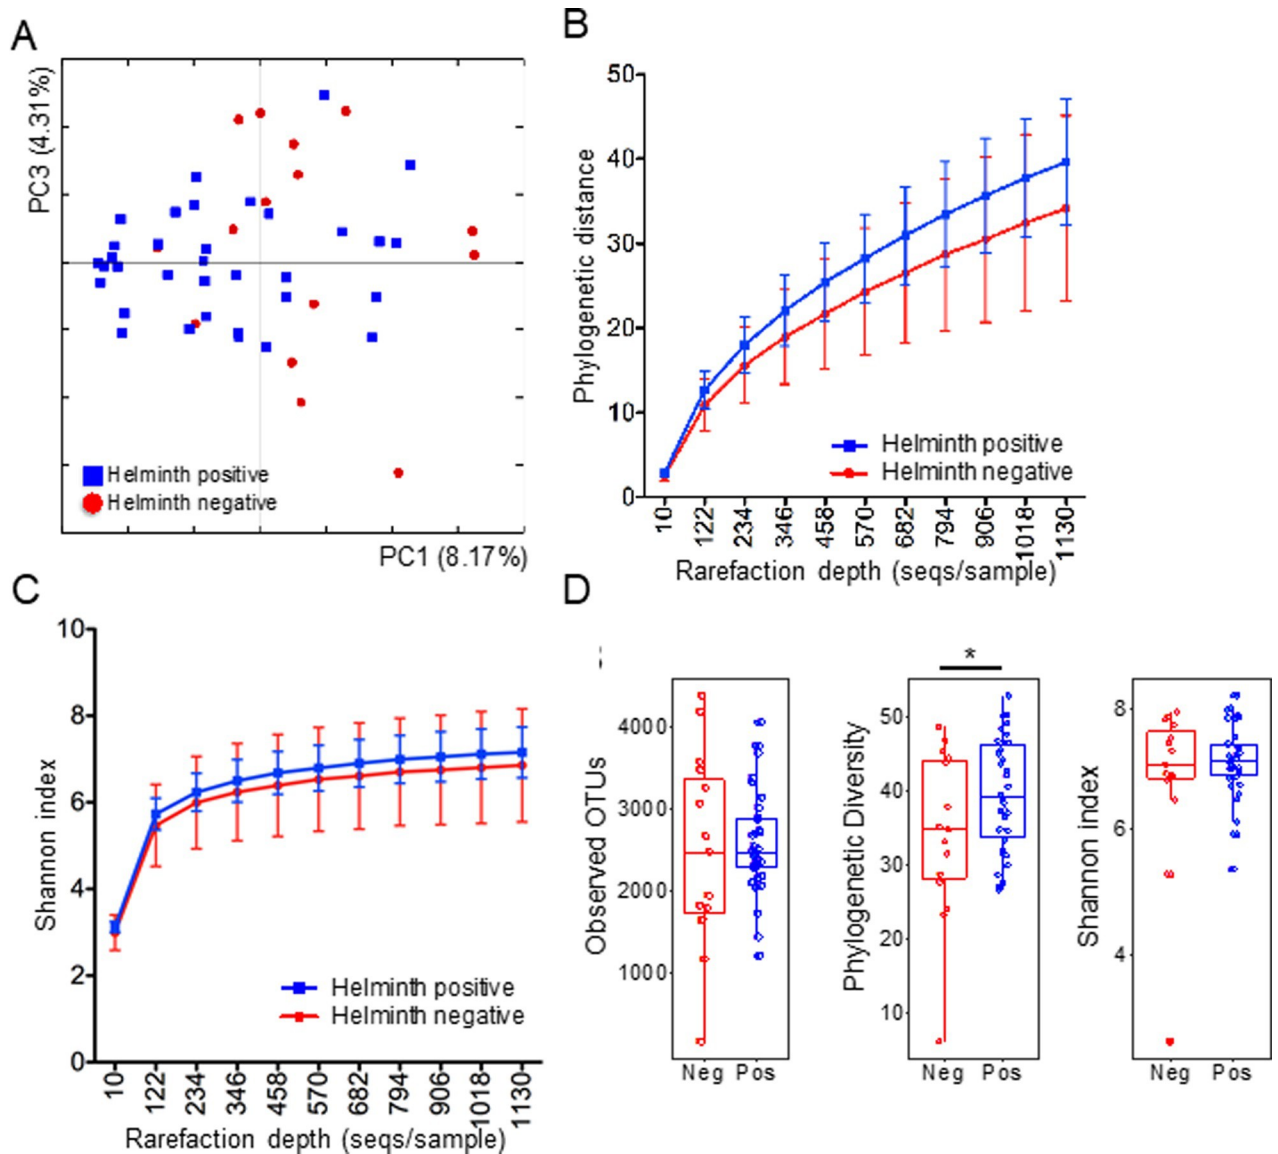 A
PC3 (4.31%)
Helminth positive
Helminth negative
PC1 (8.17%)
B
Phylogenetic distance
50
40
30
20
10
0
Helminth positive
Helminth negative
10 122 234 346 458 570 682 794 906 1018 1130
Rarefaction depth (seqs/sample)
C
Shannon index
10
8
6
4
2
0
Helminth positive
Helminth negative
10 122 234 346 458 570 682 794 906 1018 1130
Rarefaction depth (seqs/sample)
D
Observed OTUs
4000
3000
2000
1000
Neg Pos
*
Phylogenetic Diversity
50
40
30
20
10
Neg Pos
Shannon index
8
6
4
Neg Pos